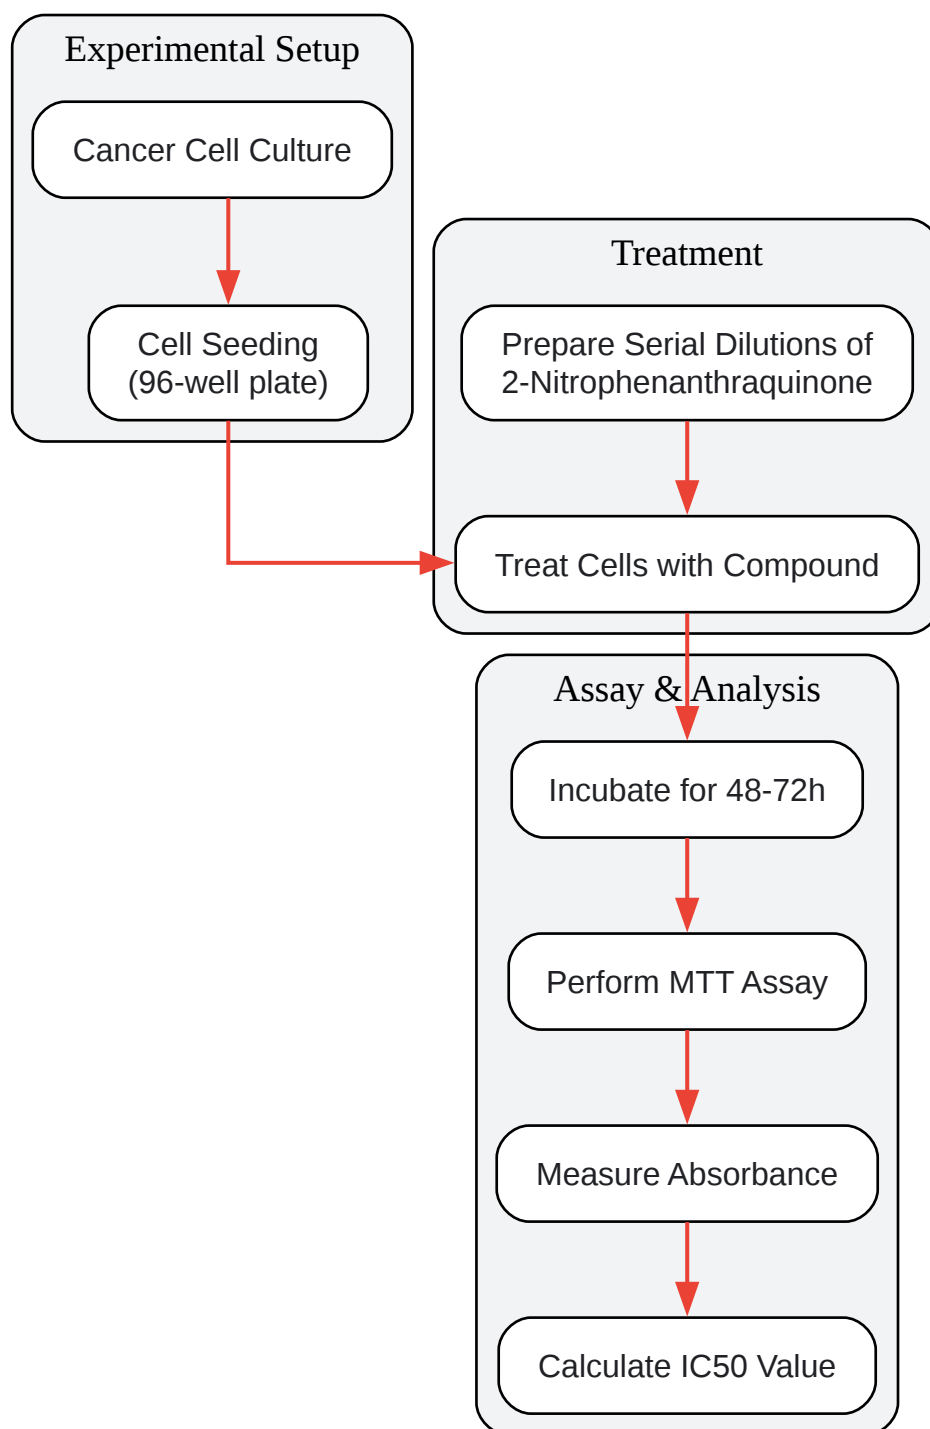 Experimental Setup
Cancer Cell Culture
Cell Seeding
(96-well plate)
Treatment
Prepare Serial Dilutions of
2-Nitrophenanthraquinone
Treat Cells with Compound
Assay & Analysis
Incubate for 48-72h
Perform MTT Assay
Measure Absorbance
Calculate IC50 Value